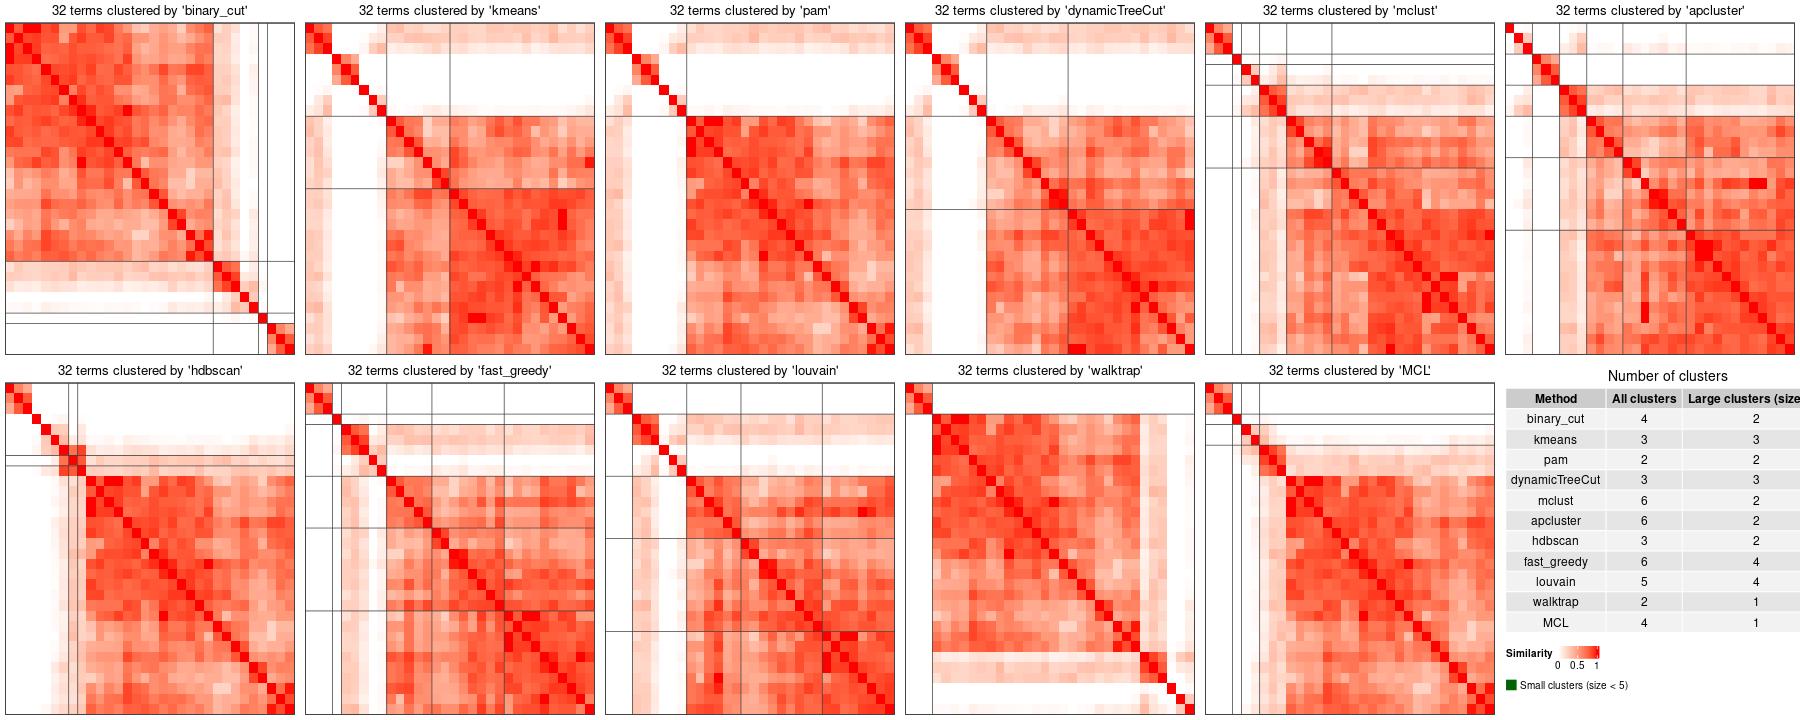 32 terms clustered by 'binary_cut'
32 terms clustered by 'kmeans'
32 terms clustered by 'pam'
32 terms clustered by 'dynamicTreeCut'
32 terms clustered by 'mclust'
32 terms clustered by 'apcluster'
32 terms clustered by 'hdbscan'
32 terms clustered by 'fast_greedy'
32 terms clustered by 'louvain'
32 terms clustered by 'walktrap'
32 terms clustered by 'MCL'
Number of clusters
Method All clusters Large clusters (size
binary_cut 4 2
kmeans 3 3
pam 2 2
dynamicTreeCut 3 3
mclust 6 2
apcluster 6 2
hdbscan 3 2
fast_greedy 6 4
louvain 5 4
walktrap 2 1
MCL 4 1
Similarity
0 0.5 1
Small clusters (size < 5)